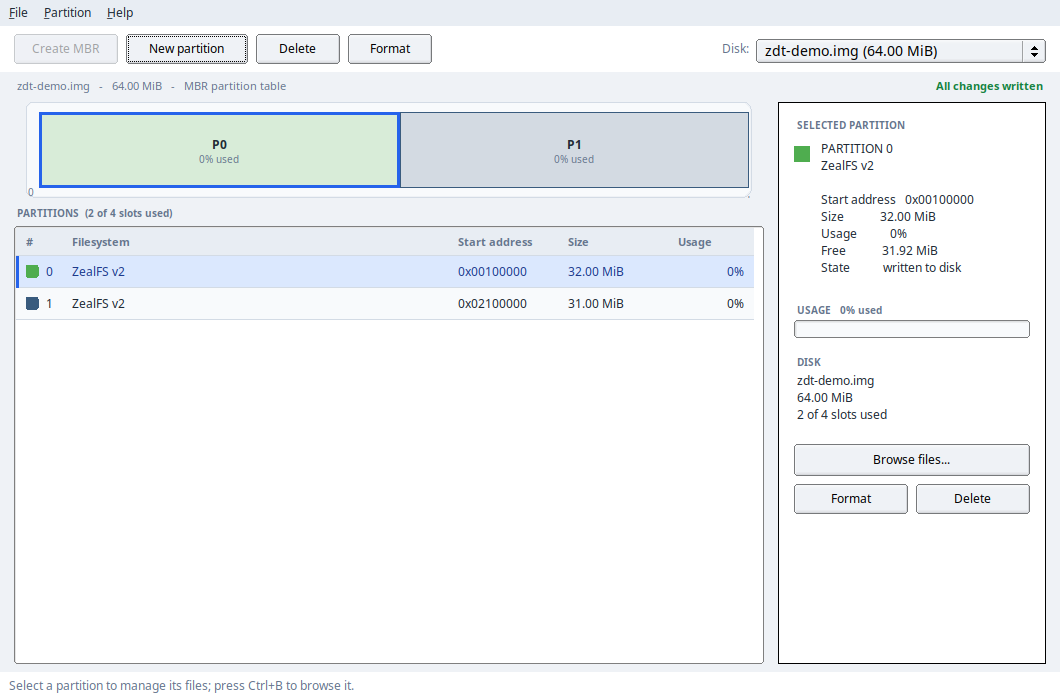 File Partition Help
Create MBR New partition Delete Format Disk: zdt-demo.img (64.00 MiB)
zdt-demo.img - 64.00 MiB - MBR partition table All changes written
P0
0% used
P1
0% used
0
PARTITIONS (2 of 4 slots used)
# Filesystem Start address Size Usage
0 ZealFS v2 0x00100000 32.00 MiB 0%
1 ZealFS v2 0x02100000 31.00 MiB 0%
SELECTED PARTITION
PARTITION 0
ZealFS v2
Start address 0x00100000
Size 32.00 MiB
Usage 0%
Free 31.92 MiB
State written to disk
USAGE 0% used
DISK
zdt-demo.img
64.00 MiB
2 of 4 slots used
Browse files...
Format Delete
Select a partition to manage its files; press Ctrl+B to browse it.